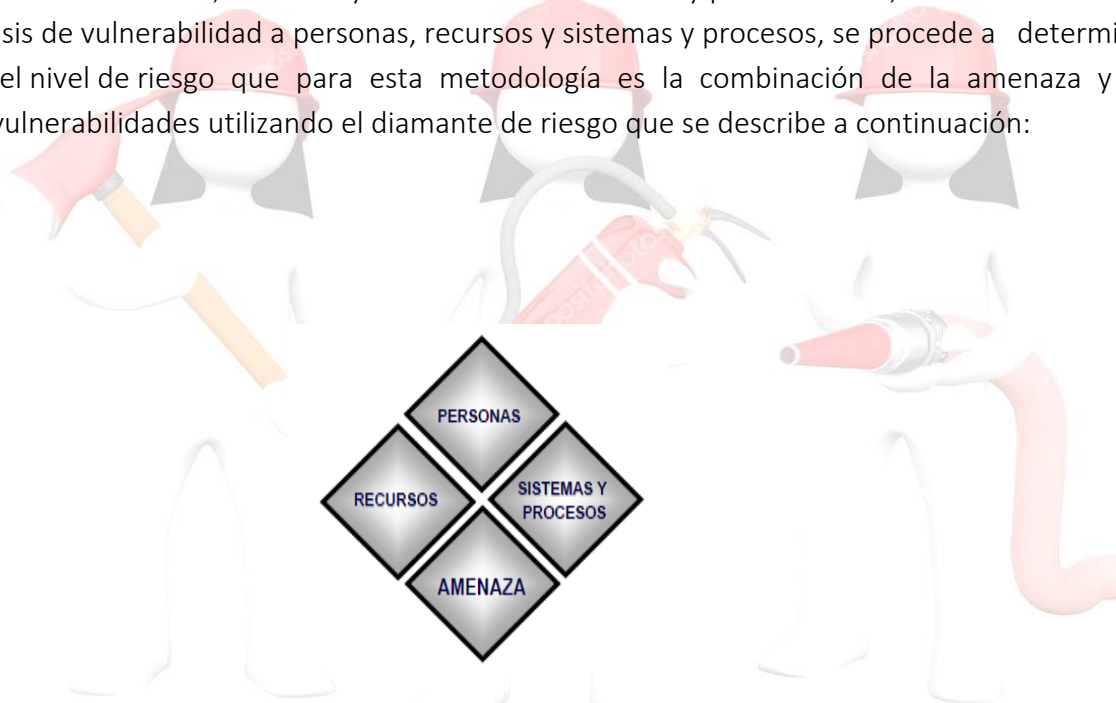 sis de vulnerabilidad a personas, recursos y sistemas y procesos, se procede a determi
el nivel de riesgo que para esta metodología es la combinación de la amenaza y
vulnerabilidades utilizando el diamante de riesgo que se describe a continuación:
PERSONAS
RECURSOS
SISTEMAS Y
PROCESOS
AMENAZA